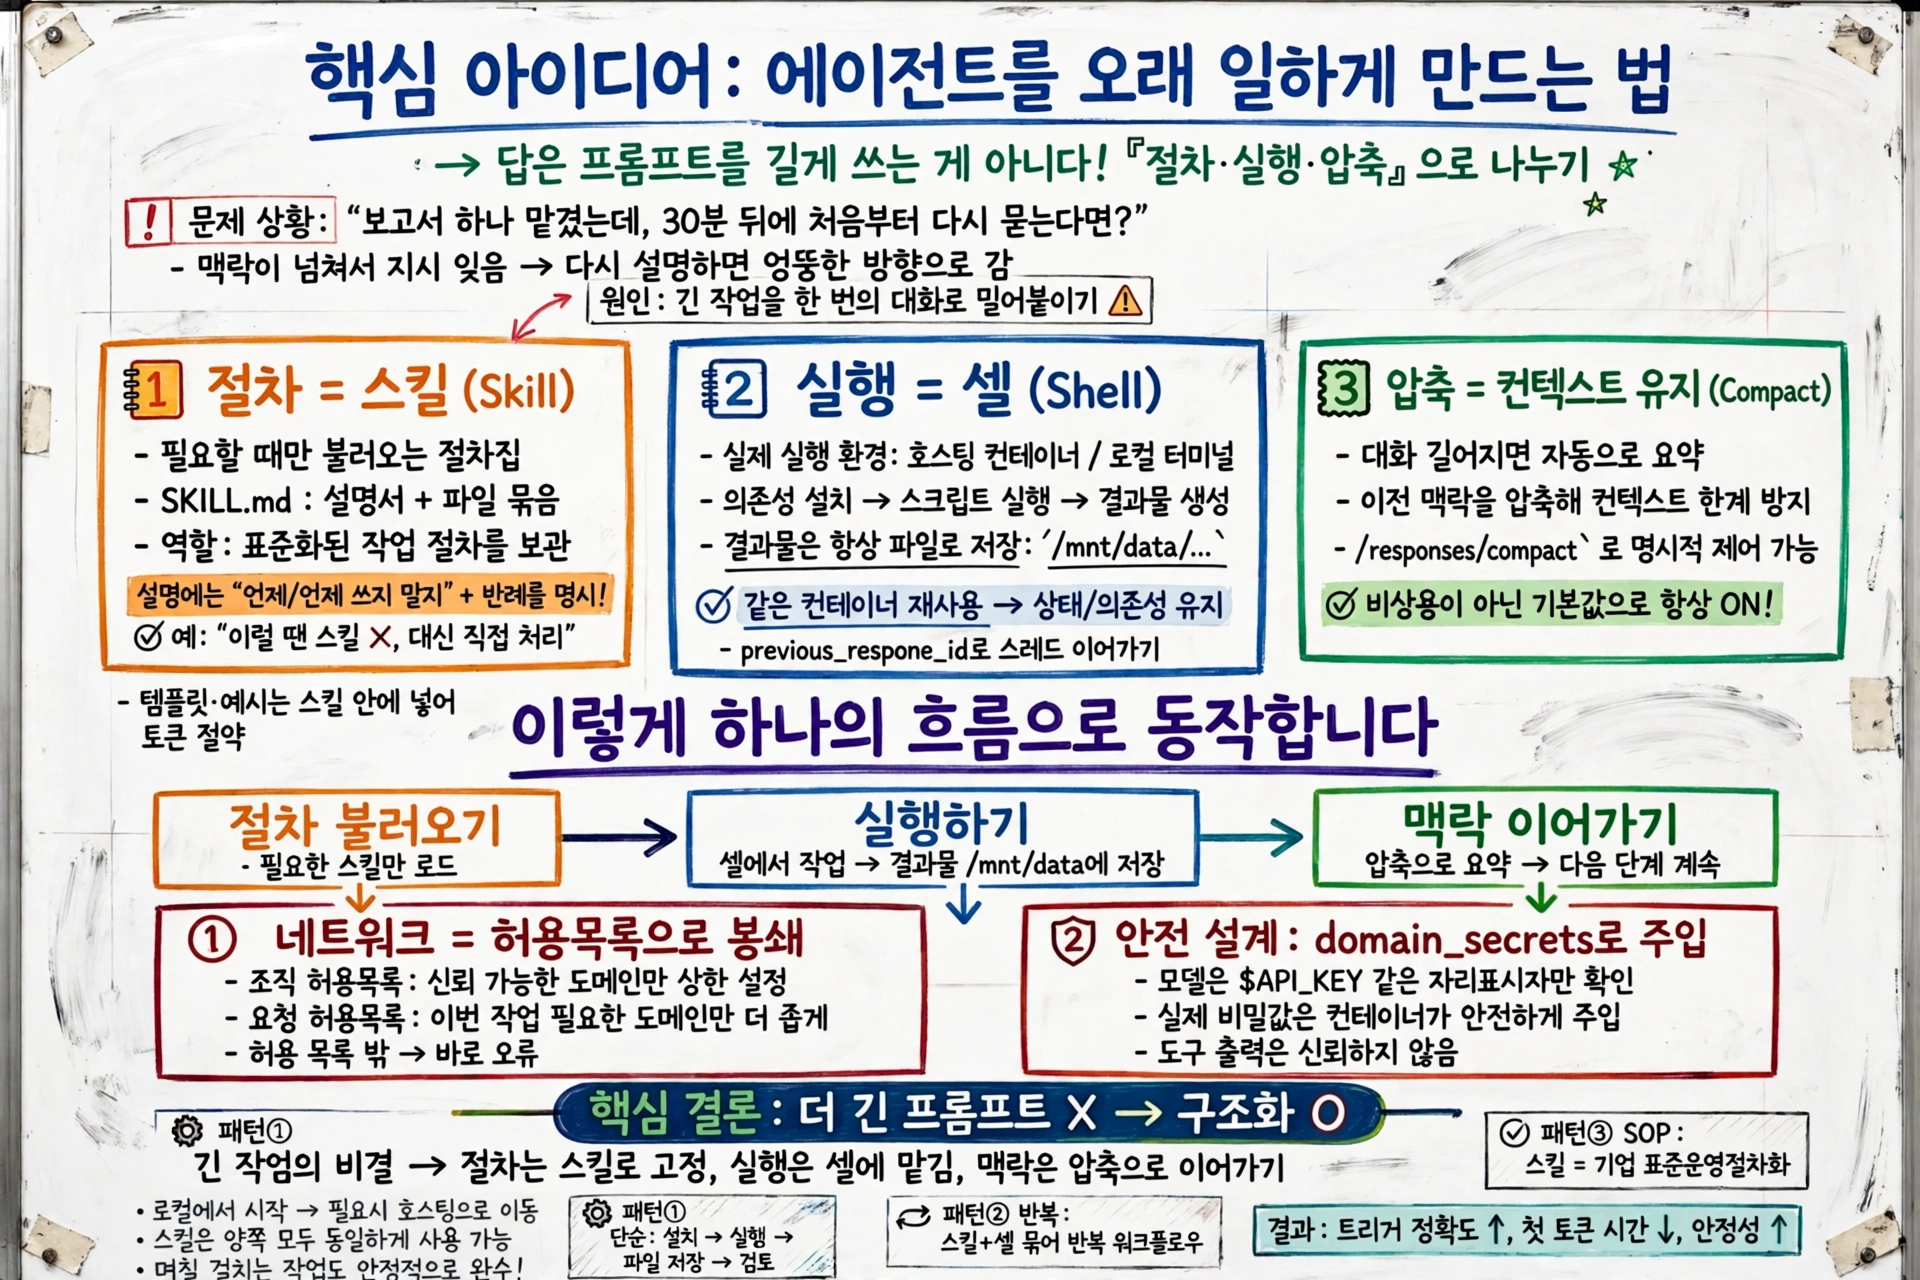 핵심 아이디어: 에이전트를 오래 일하게 만드는 법
→ 답은 프롬프트를 길게 쓰는 게 아니다! 『절차·실행·압축』으로 나누기 ☆
! 문제 상황: “보고서 하나 맡겼는데, 30분 뒤에 처음부터 다시 묻는다면?”
- 맥락이 넘쳐서 지시 잊음 → 다시 설명하면 엉뚱한 방향으로 감
원인: 긴 작업을 한 번의 대화로 밀어붙이기 ⚠
1 절차 = 스킬 (Skill)
- 필요할 때만 불러오는 절차집
- SKILL.md : 설명서 + 파일 묶음
- 역할: 표준화된 작업 절차를 보관
설명에는 “언제/언제 쓰지 말지” + 반례를 명시!
예: “이럴 땐 스킬 X, 대신 직접 처리”
- 템플릿·예시는 스킬 안에 넣어
토큰 절약
2 실행 = 셸 (Shell)
- 실제 실행 환경: 호스팅 컨테이너 / 로컬 터미널
- 의존성 설치 → 스크립트 실행 → 결과물 생성
- 결과물은 항상 파일로 저장: ´/mnt/data/...`
같은 컨테이너 재사용 → 상태/의존성 유지
- previous_respone_id로 스레드 이어가기
3 압축 = 컨텍스트 유지 (Compact)
- 대화 길어지면 자동으로 요약
- 이전 맥락을 압축해 컨텍스트 한계 방지
- /responses/compact` 로 명시적 제어 가능
비상용이 아닌 기본값으로 항상 ON!
이렇게 하나의 흐름으로 동작합니다
절차 불러오기
- 필요한 스킬만 로드
실행하기
셸에서 작업 → 결과물 /mnt/data에 저장
맥락 이어가기
압축으로 요약 → 다음 단계 계속
① 네트워크 = 허용목록으로 봉쇄
- 조직 허용목록: 신뢰 가능한 도메인만 상한 설정
- 요청 허용목록: 이번 작업 필요한 도메인만 더 좁게
- 허용 목록 밖 → 바로 오류
2 안전 설계: domain_secrets로 주입
- 모델은 $API_KEY 같은 자리표시자만 확인
- 실제 비밀값은 컨테이너가 안전하게 주입
- 도구 출력은 신뢰하지 않음
핵심 결론: 더 긴 프롬프트 X → 구조화 O
패턴①
긴 작업의 비결 → 절차는 스킬로 고정, 실행은 셸에 맡김, 맥락은 압축으로 이어가기
패턴③ SOP:
스킬 = 기업 표준운영절차화
• 로컬에서 시작 → 필요시 호스팅으로 이동
• 스킬은 양쪽 모두 동일하게 사용 가능
• 며칠 걸치는 작업도 안정적으로 완수!
패턴①
단순: 설치 → 실행 →
파일 저장 → 검토
패턴② 반복:
스킬+셸 묶어 반복 워크플로우
결과: 트리거 정확도 ↑, 첫 토큰 시간 ↓, 안정성 ↑